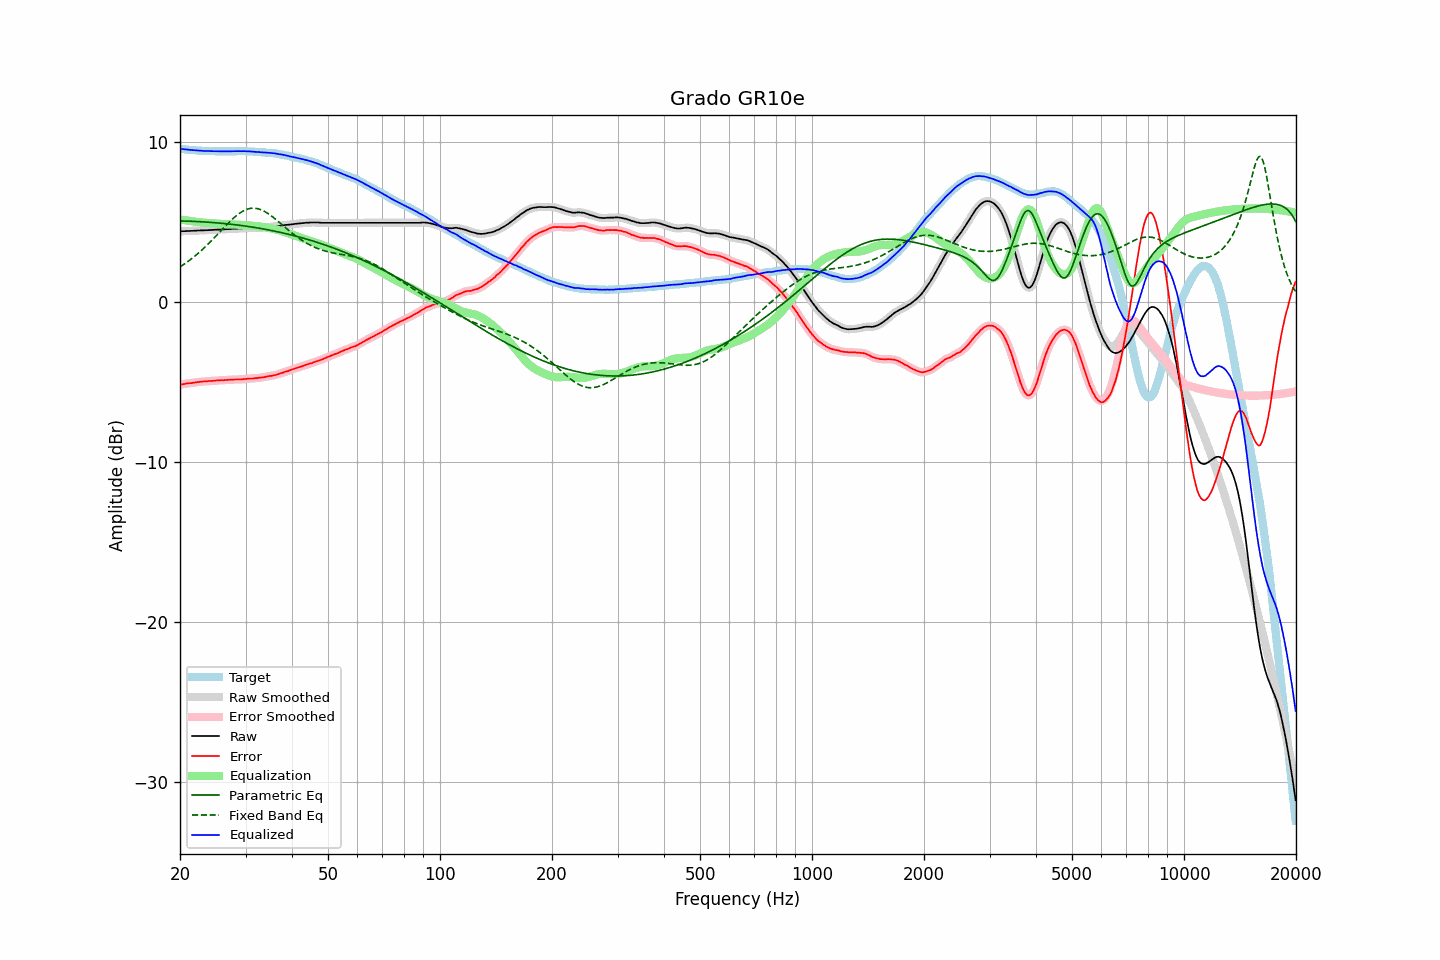 Grado GR10e
10
0
−10
−20
−30
Amplitude (dBr)
Target
Raw Smoothed
Error Smoothed
Raw
Error
Equalization
Parametric Eq
Fixed Band Eq
Equalized
20 50 100 200 500 1000 2000 5000 10000 20000
Frequency (Hz)